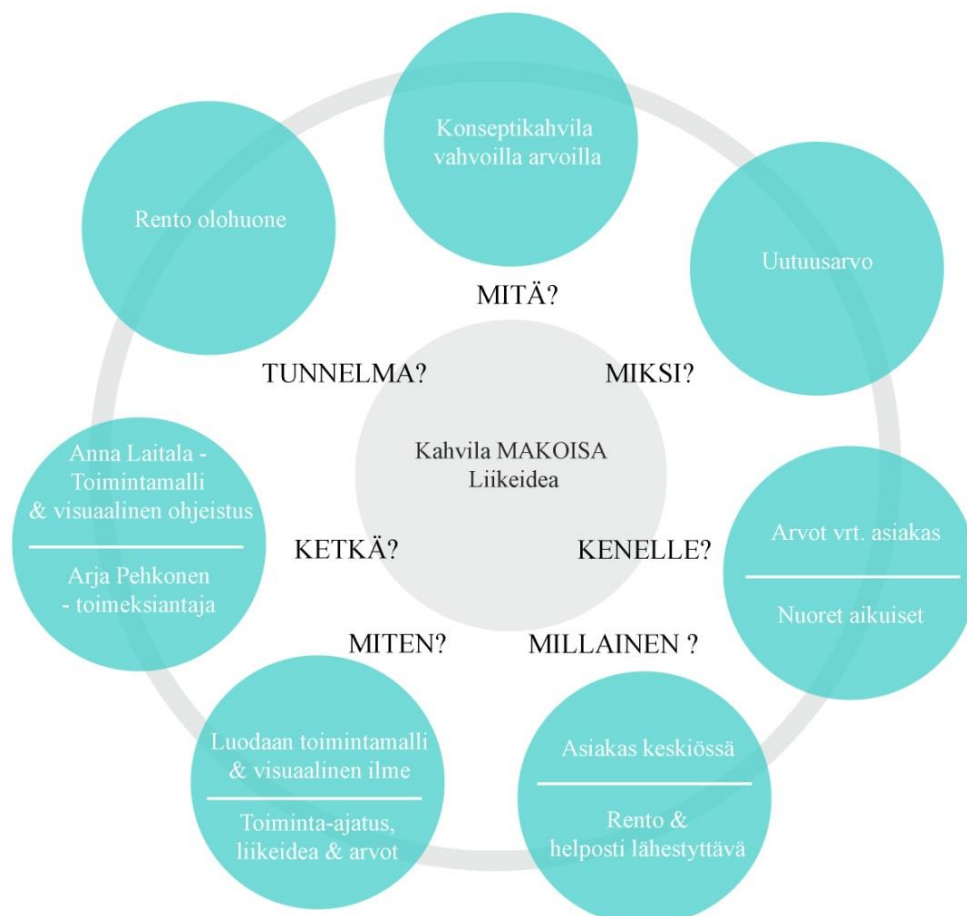 Konseptikahvila
vahvoilla arvoilla
MITÄ?
Rento olohuone
TUNNELMA?
Uutuusarvo
MIKSI?
Kahvila MAKOISA
Liikeidea
Anna Laitala -
Toimintamalli
& visuaalinen ohjeistus
Arja Pehkonen
- toimeksiantaja
KETKÄ?
KENELLE?
Arvot vrt. asiakas
Nuoret aikuiset
MITEN?
Luodaan toimintamalli
& visuaalinen ilme
Toiminta-ajatus,
liikeidea & arvot
MILLAINEN ?
Asiakas keskiössä
Rento &
helposti lähestyttävä